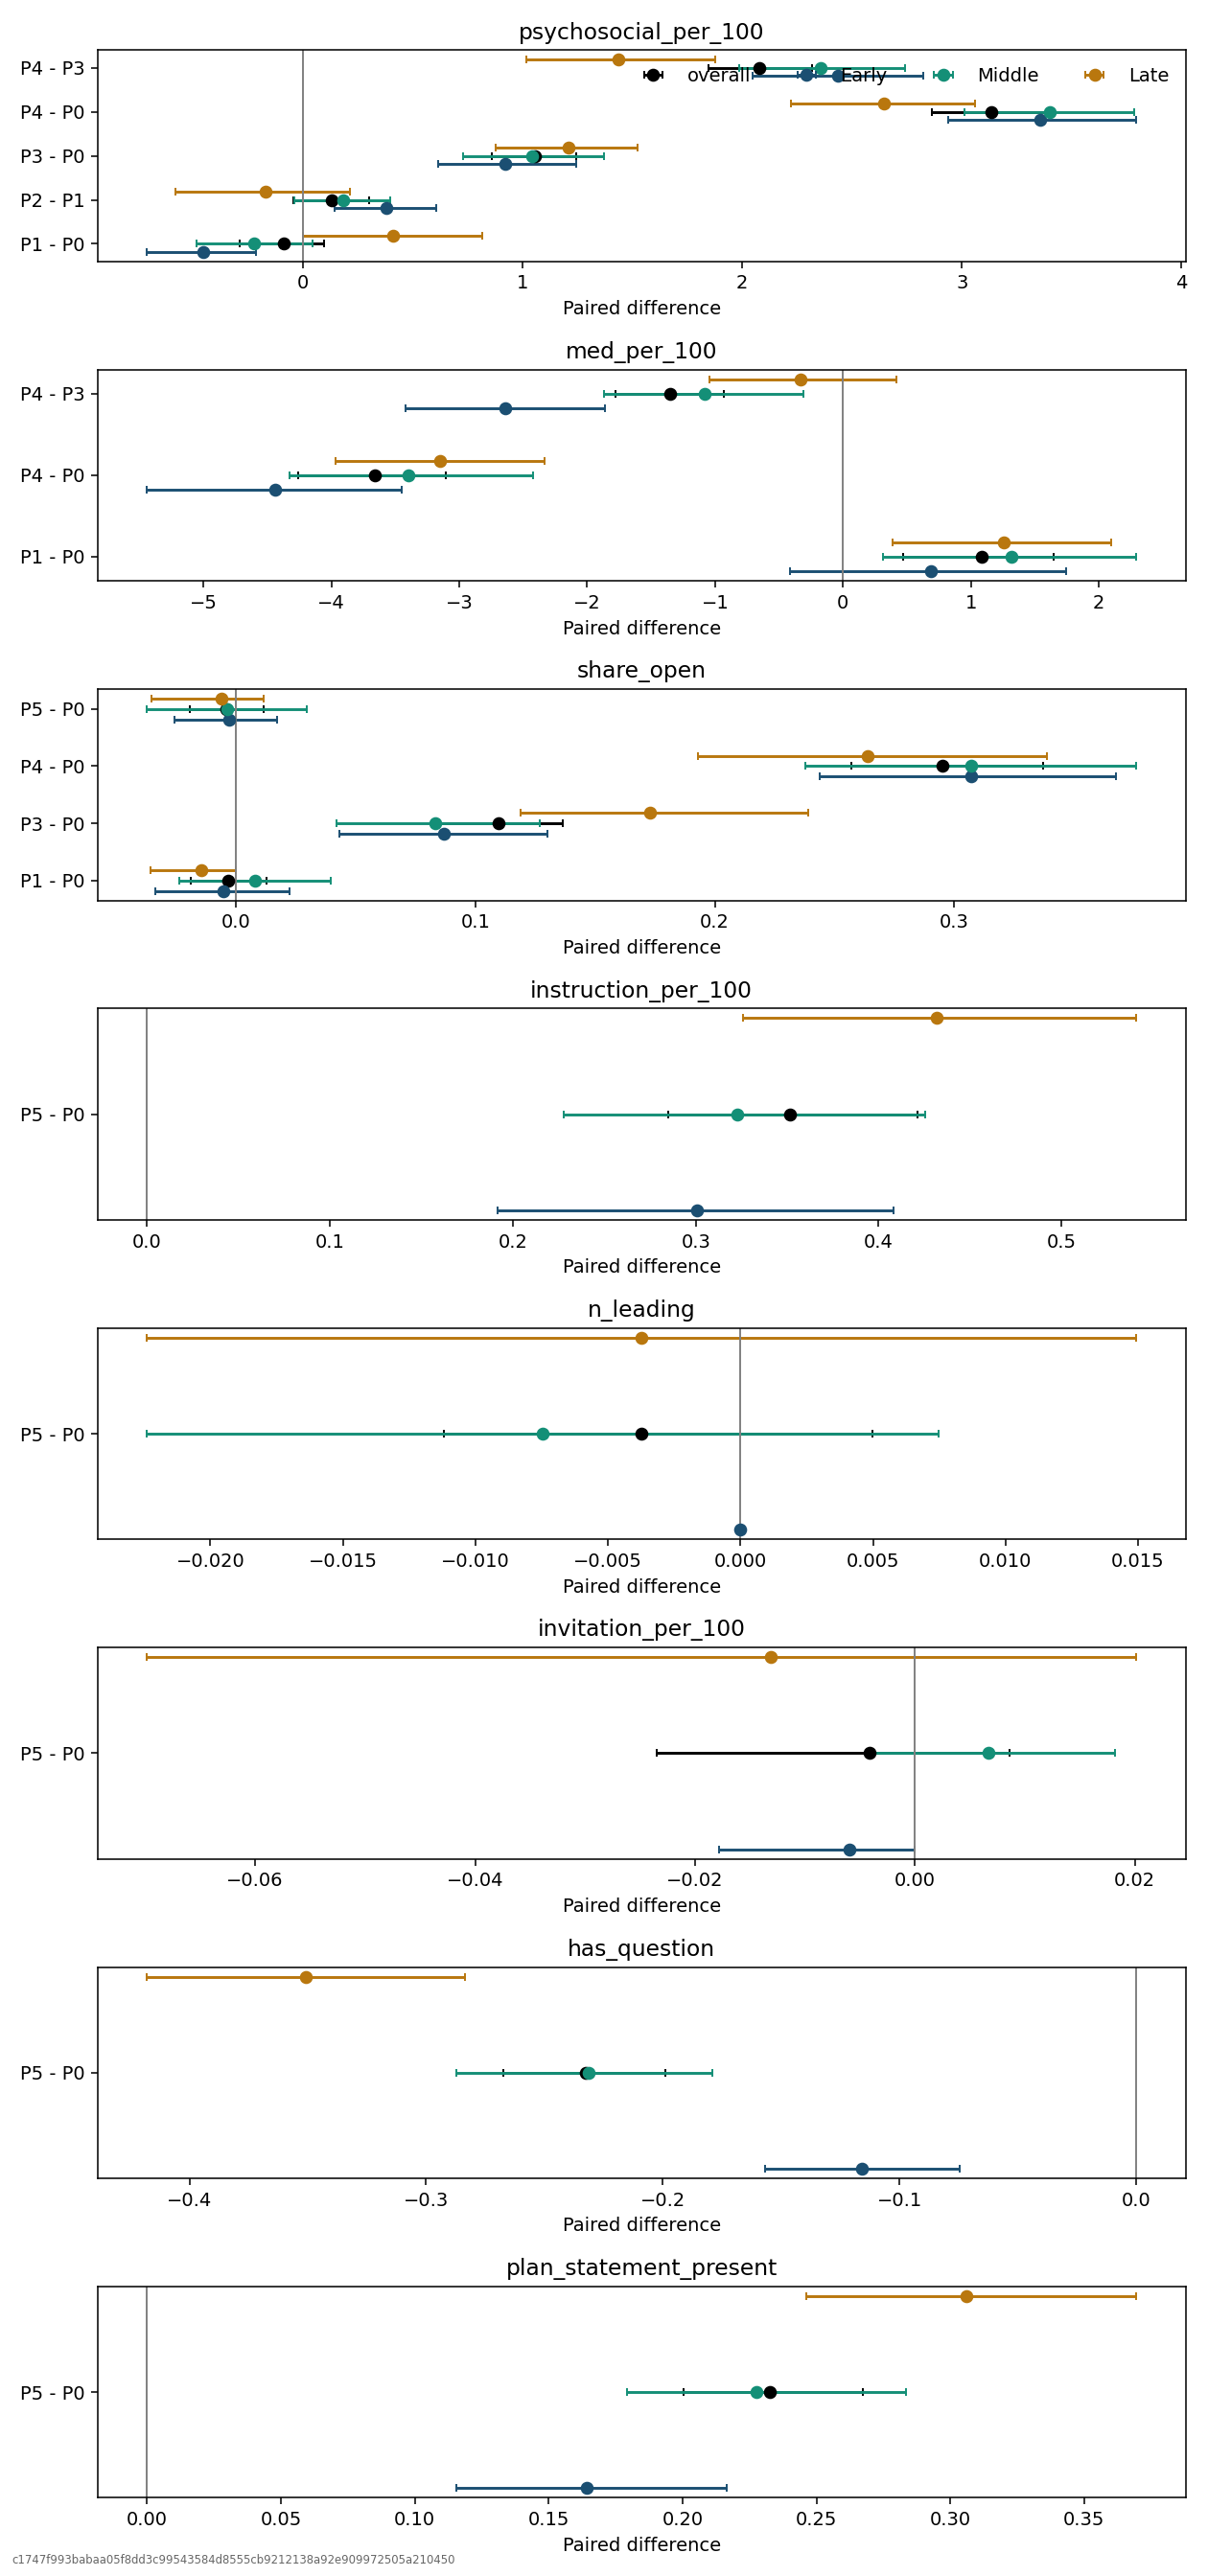 psychosocial_per_100
P4 - P3
overall Early Middle Late
P4 - P0
P3 - P0
P2 - P1
P1 - P0
0 1 2 3 4
Paired difference
med_per_100
P4 - P3
P4 - P0
P1 - P0
−5 −4 −3 −2 −1 0 1 2
Paired difference
share_open
P5 - P0
P4 - P0
P3 - P0
P1 - P0
0.0 0.1 0.2 0.3
Paired difference
instruction_per_100
P5 - P0
0.0 0.1 0.2 0.3 0.4 0.5
Paired difference
n_leading
P5 - P0
−0.020 −0.015 −0.010 −0.005 0.000 0.005 0.010 0.015
Paired difference
invitation_per_100
P5 - P0
−0.06 −0.04 −0.02 0.00 0.02
Paired difference
has_question
P5 - P0
−0.4 −0.3 −0.2 −0.1 0.0
Paired difference
plan_statement_present
P5 - P0
0.00 0.05 0.10 0.15 0.20 0.25 0.30 0.35
Paired difference
c1747f993babaa05f8dd3c99543584d8555cb9212138a92e909972505a210450